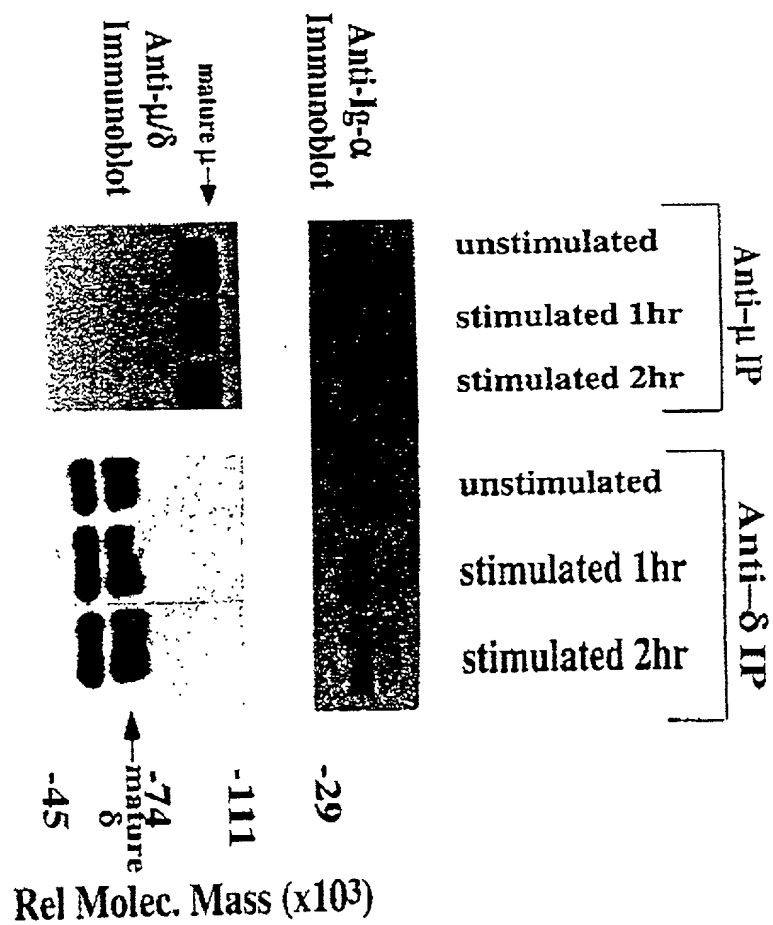 Anti-μ IP
Anti-δ IP
unstimulated
stimulated 1hr
stimulated 2hr
unstimulated
stimulated 1hr
stimulated 2hr
Anti-Ig-α
Immunoblot
-29
mature μ
Anti-μ/δ
Immunoblot
-111
-74
mature
δ
-45
Rel Molec. Mass (x10³)